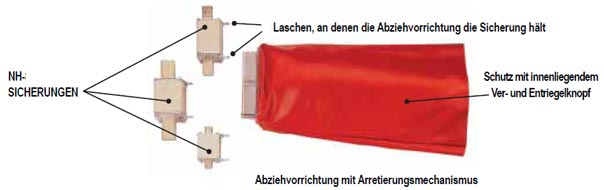 Laschen, an denen die Abziehvorrichtung die Sicherung hält
NH-:
SICHERUNGEN
Schutz mit innenliegendem
Ver- und Entriegelknopf
Abziehvorrichtung mit Arretierungsmechanismus